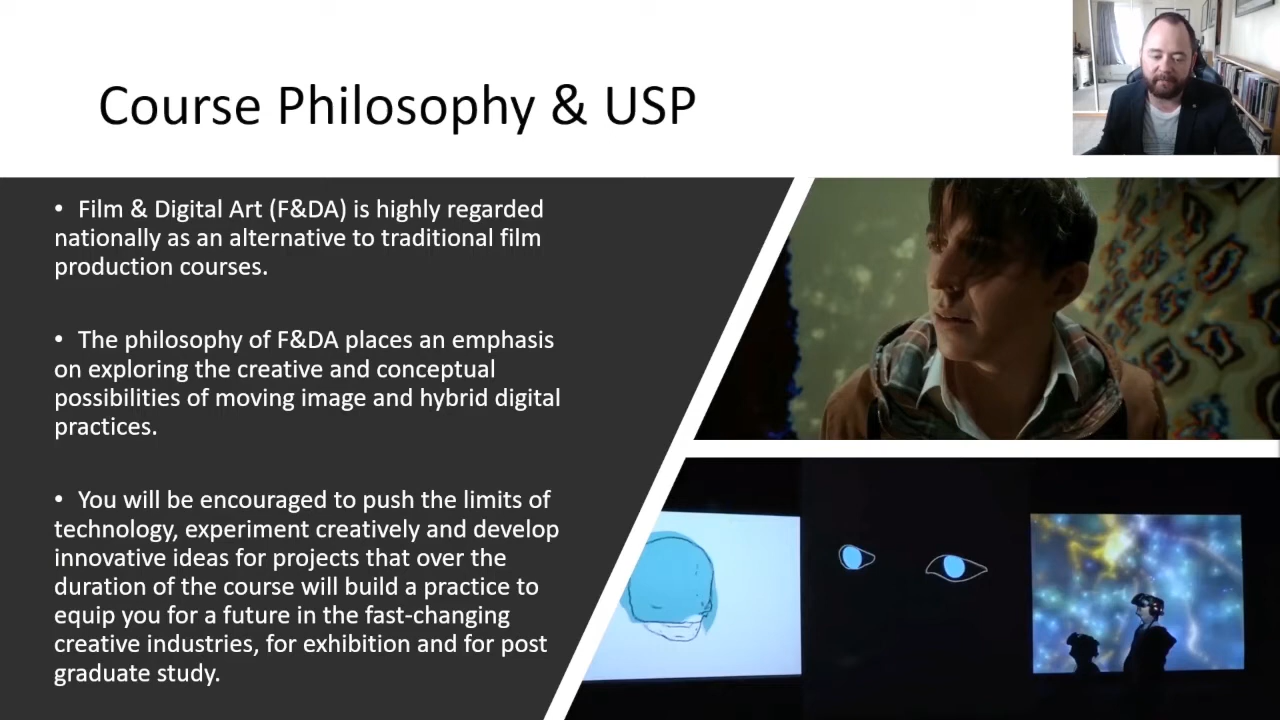 Course Philosophy & USP
• Film & Digital Art (F&DA) is highly regarded
nationally as an alternative to traditional film
production courses.
• The philosophy of F&DA places an emphasis
on exploring the creative and conceptual
possibilities of moving image and hybrid digital
practices.
• You will be encouraged to push the limits of
technology, experiment creatively and develop
innovative ideas for projects that over the
duration of the course will build a practice to
equip you for a future in the fast-changing
creative industries, for exhibition and for post
graduate study.